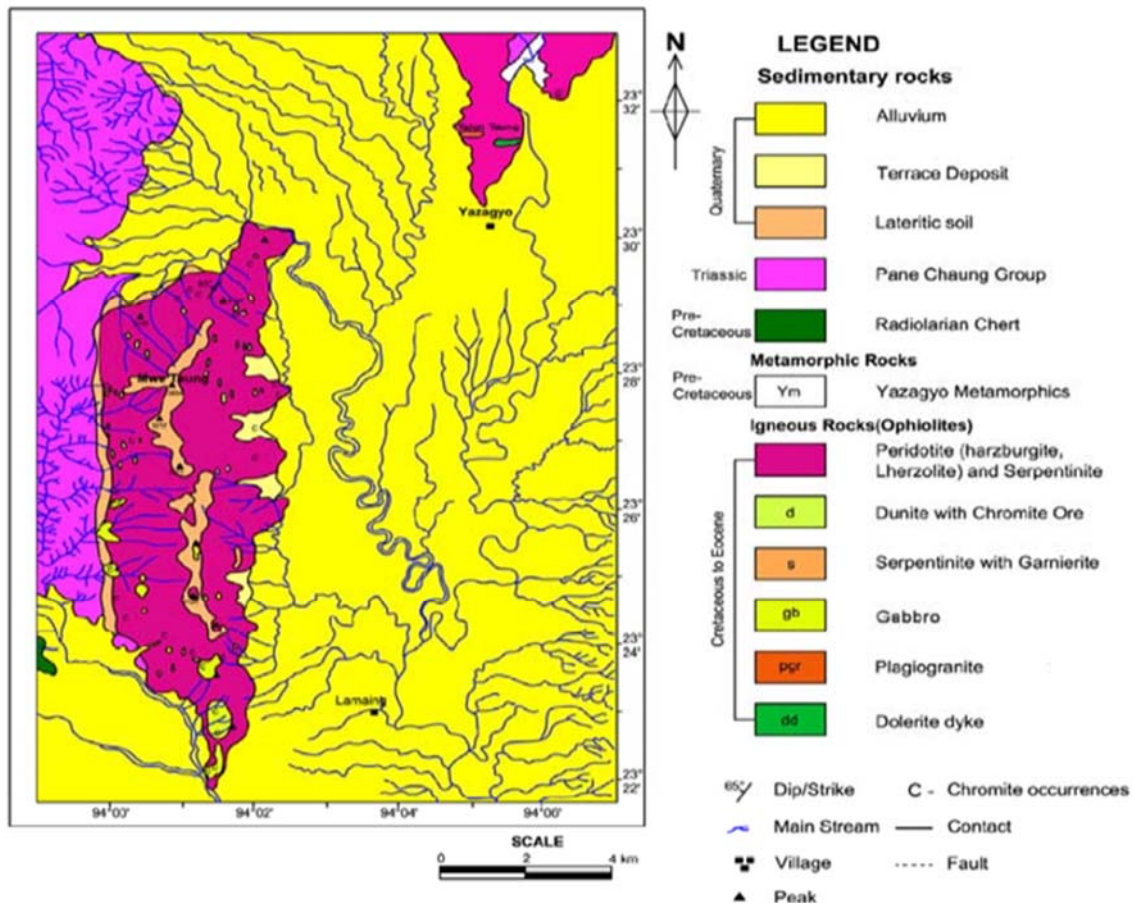 N
LEGEND
Sedimentary rocks
Quaternary
Alluvium
Terrace Deposit
Lateritic soil
Triassic
Pane Chaung Group
Pre-
Cretaceous
Radiolarian Chert
Metamorphic Rocks
Pre-
Cretaceous
Ym
Yazagyo Metamorphics
Igneous Rocks(Ophiolites)
Cretaceous to Eocene
Peridotite (harzburgite,
Lherzolite) and Serpentinite
d
Dunite with Chromite Ore
s
Serpentinite with Garnierite
gb
Gabbro
pgr
Plagiogranite
dd
Dolerite dyke
65°
Dip/Strike
C -
Chromite occurrences
Main Stream
Contact
Village
Fault
Peak
Yazagyo
Mwe Taung
Lamaing
23°
32'
23°
30'
23°
28'
23°
26'
23°
24'
23°
22'
94°03'
94°02'
94°04'
94°06'
SCALE
0 2 4 km